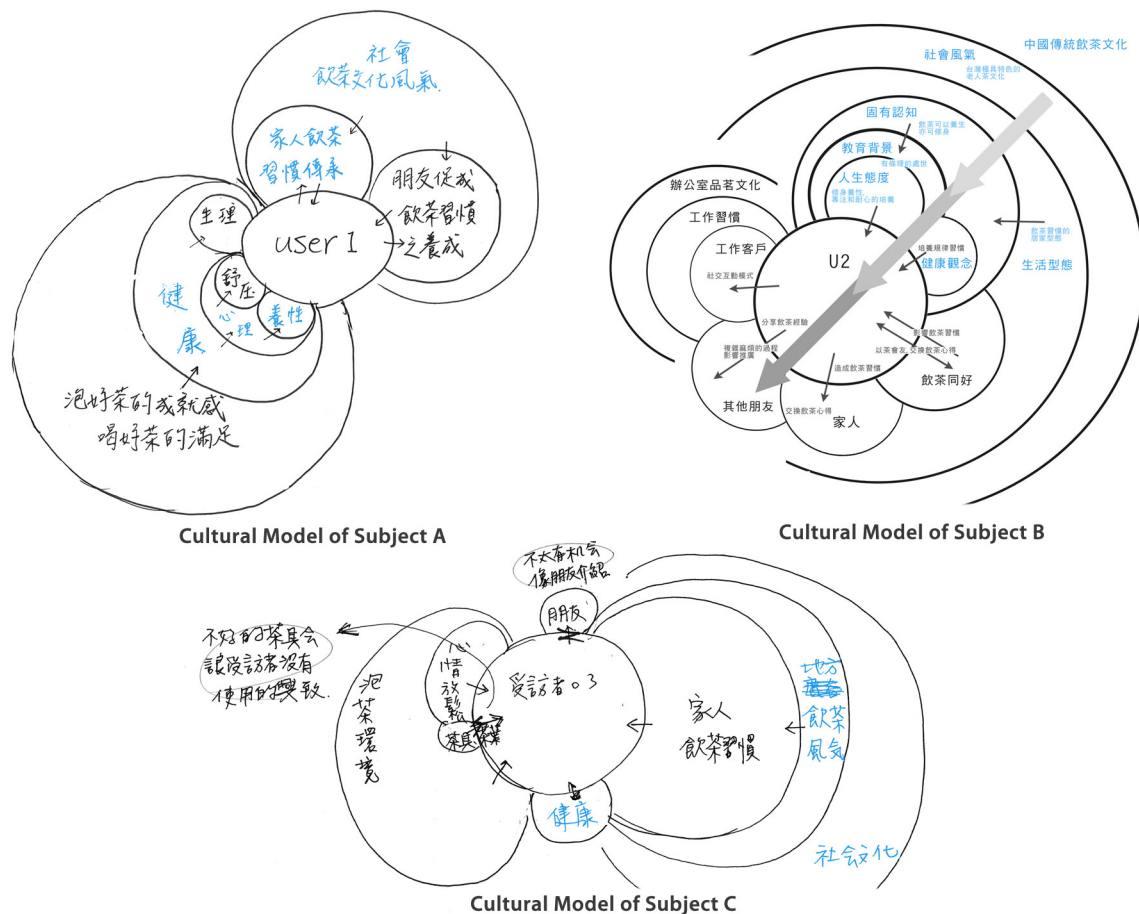 社會
飲茶文化風氣
家人飲茶
習慣傳承
朋友促成
飲茶習慣
之養成
user 1
生理
舒压
心理
養性
健康
泡好茶的成就感
喝好茶的滿足
Cultural Model of Subject A
中國傳統飲茶文化
社會風氣
台灣極具特色的
老人茶文化
固有認知
飲茶可以養生
亦可修身
教育背景
有條理的處世
人生態度
修身養性,
專注和耐心的培養
辦公室品茗文化
工作習慣
工作客戶
社交互動模式
U2
培養規律習慣
健康觀念
飲茶習慣的
居家型態
生活型態
分享飲茶經驗
複雜麻煩的過程
影響推廣
其他朋友
造成飲茶習慣
交換飲茶心得
家人
影響飲茶習慣
以茶會友, 交換飲茶心得
飲茶同好
Cultural Model of Subject B
不太有机会
像朋友介紹
朋友
不好的茶具会
讓受訪者沒有
使用的興致.
泡茶環境
心情放鬆
茶具
受訪者03
家人
飲茶習慣
地方
飲茶
風気
健康
社会文化
Cultural Model of Subject C